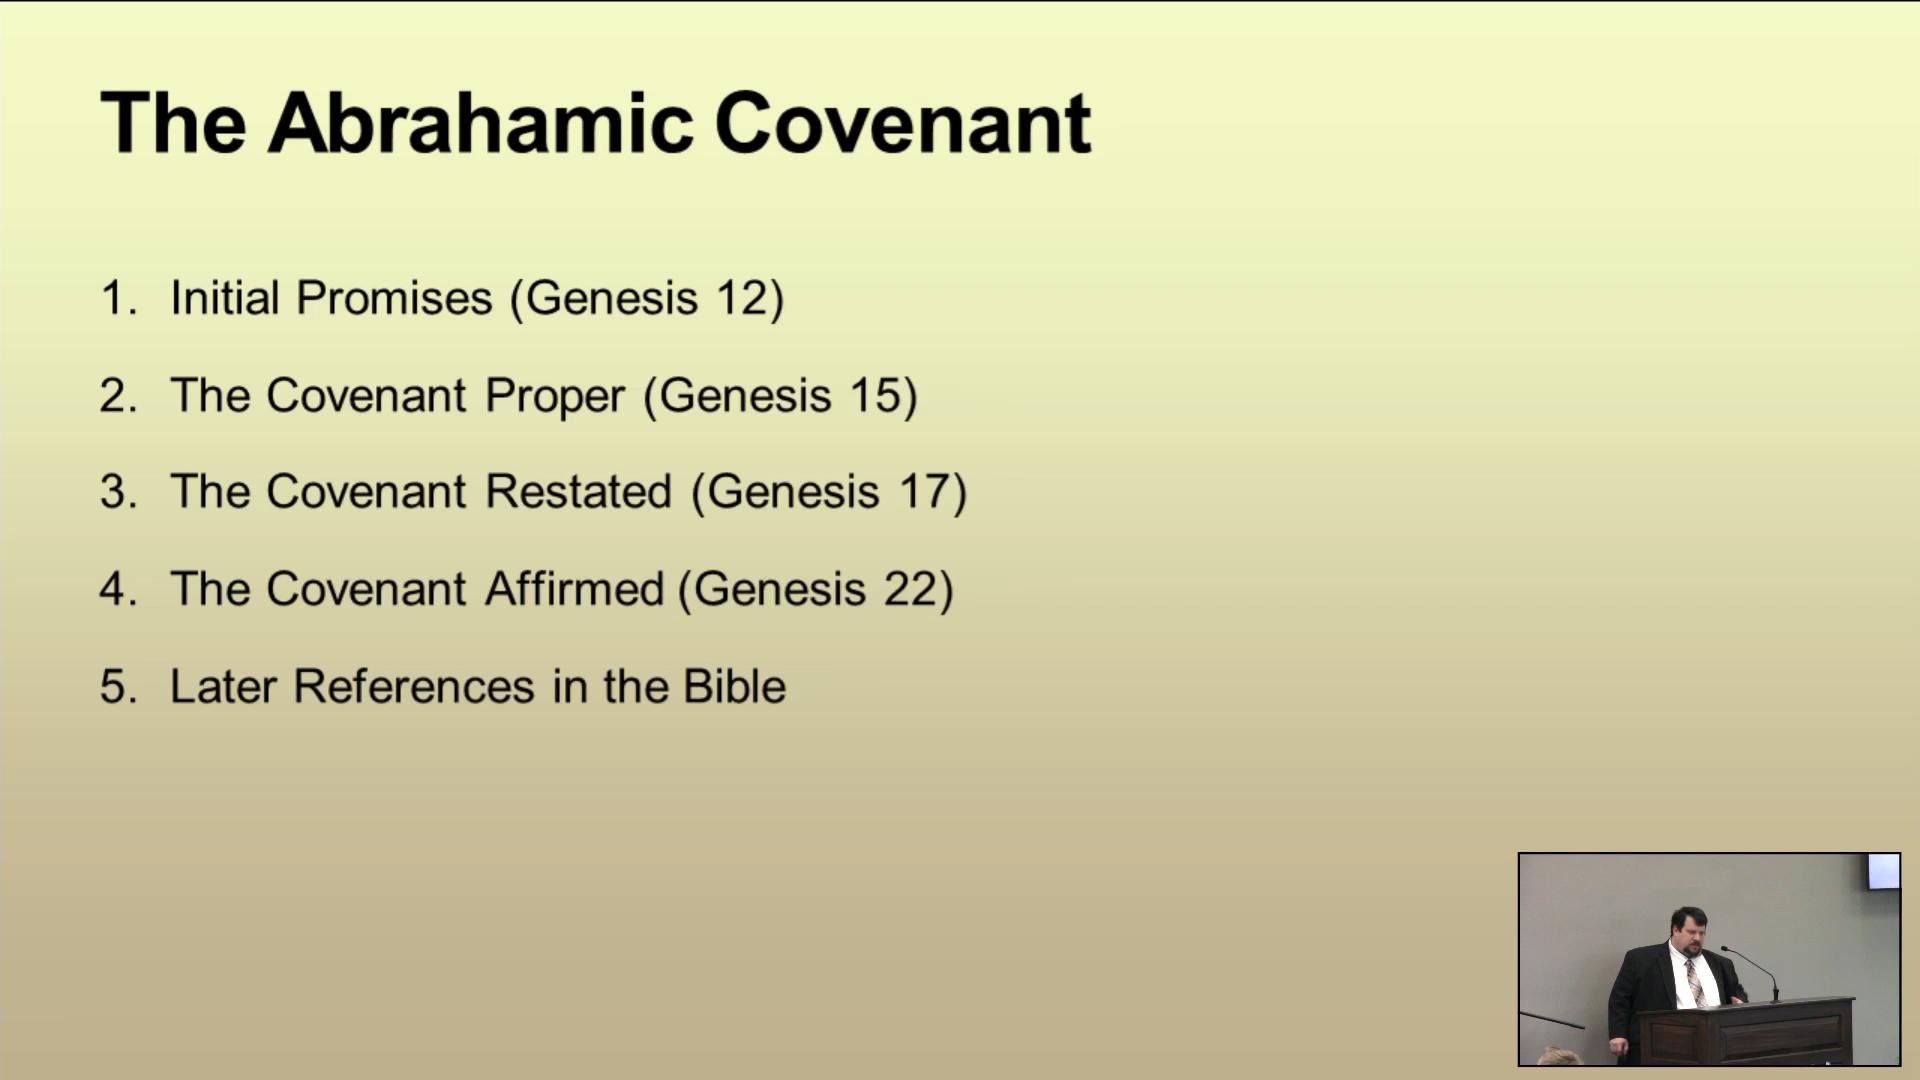 The Abrahamic Covenant
1. Initial Promises (Genesis 12)
2. The Covenant Proper (Genesis 15)
3. The Covenant Restated (Genesis 17)
4. The Covenant Affirmed (Genesis 22)
5. Later References in the Bible